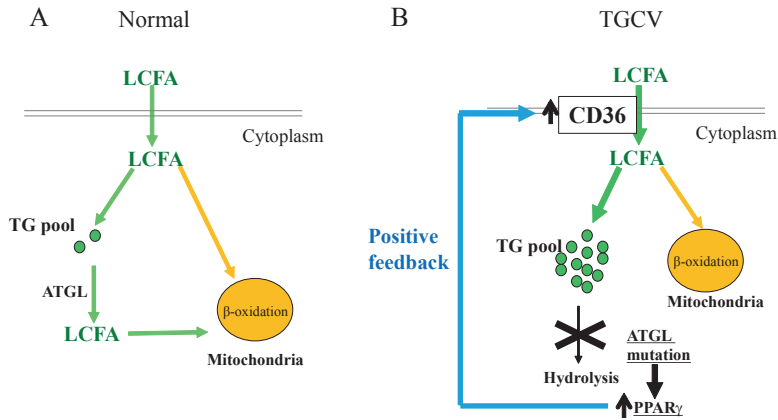 A
Normal
LCFA
Cytoplasm
LCFA
TG pool
ATGL
LCFA
β-oxidation
Mitochondria
B
TGCV
LCFA
CD36
Cytoplasm
LCFA
Positive
feedback
TG pool
β-oxidation
Mitochondria
Hydrolysis
ATGL
mutation
PPARγ